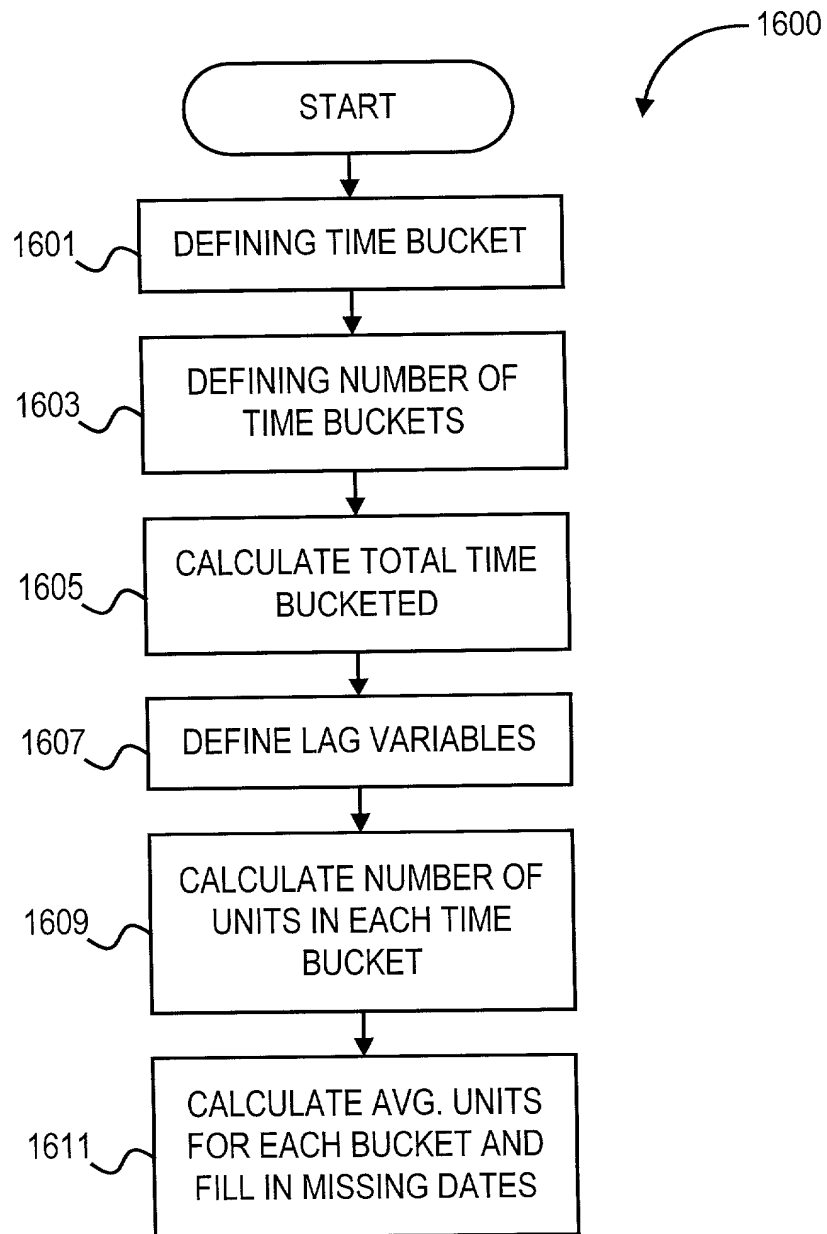 1600
START
1601
DEFINING TIME BUCKET
1603
DEFINING NUMBER OF
TIME BUCKETS
1605
CALCULATE TOTAL TIME
BUCKETED
1607
DEFINE LAG VARIABLES
1609
CALCULATE NUMBER OF
UNITS IN EACH TIME
BUCKET
1611
CALCULATE AVG. UNITS
FOR EACH BUCKET AND
FILL IN MISSING DATES